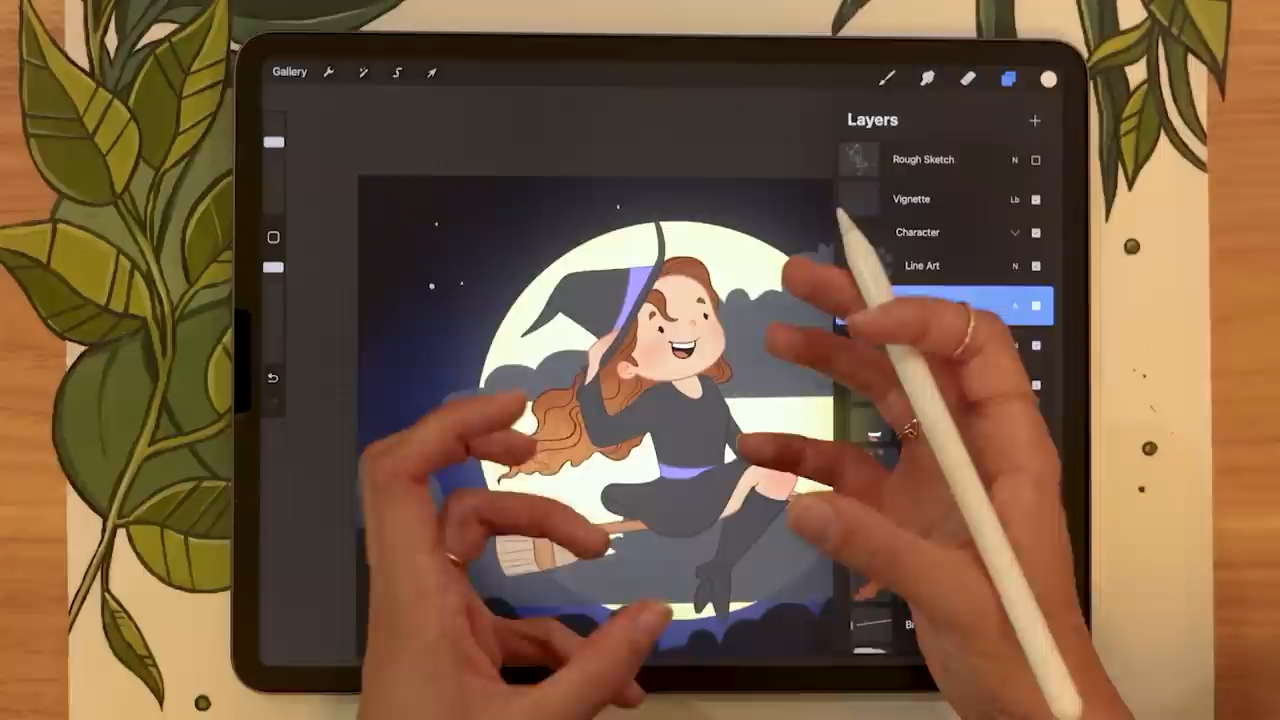 Gallery
Layers
Rough Sketch N
Vignette Lb
Character
Line Art N
A